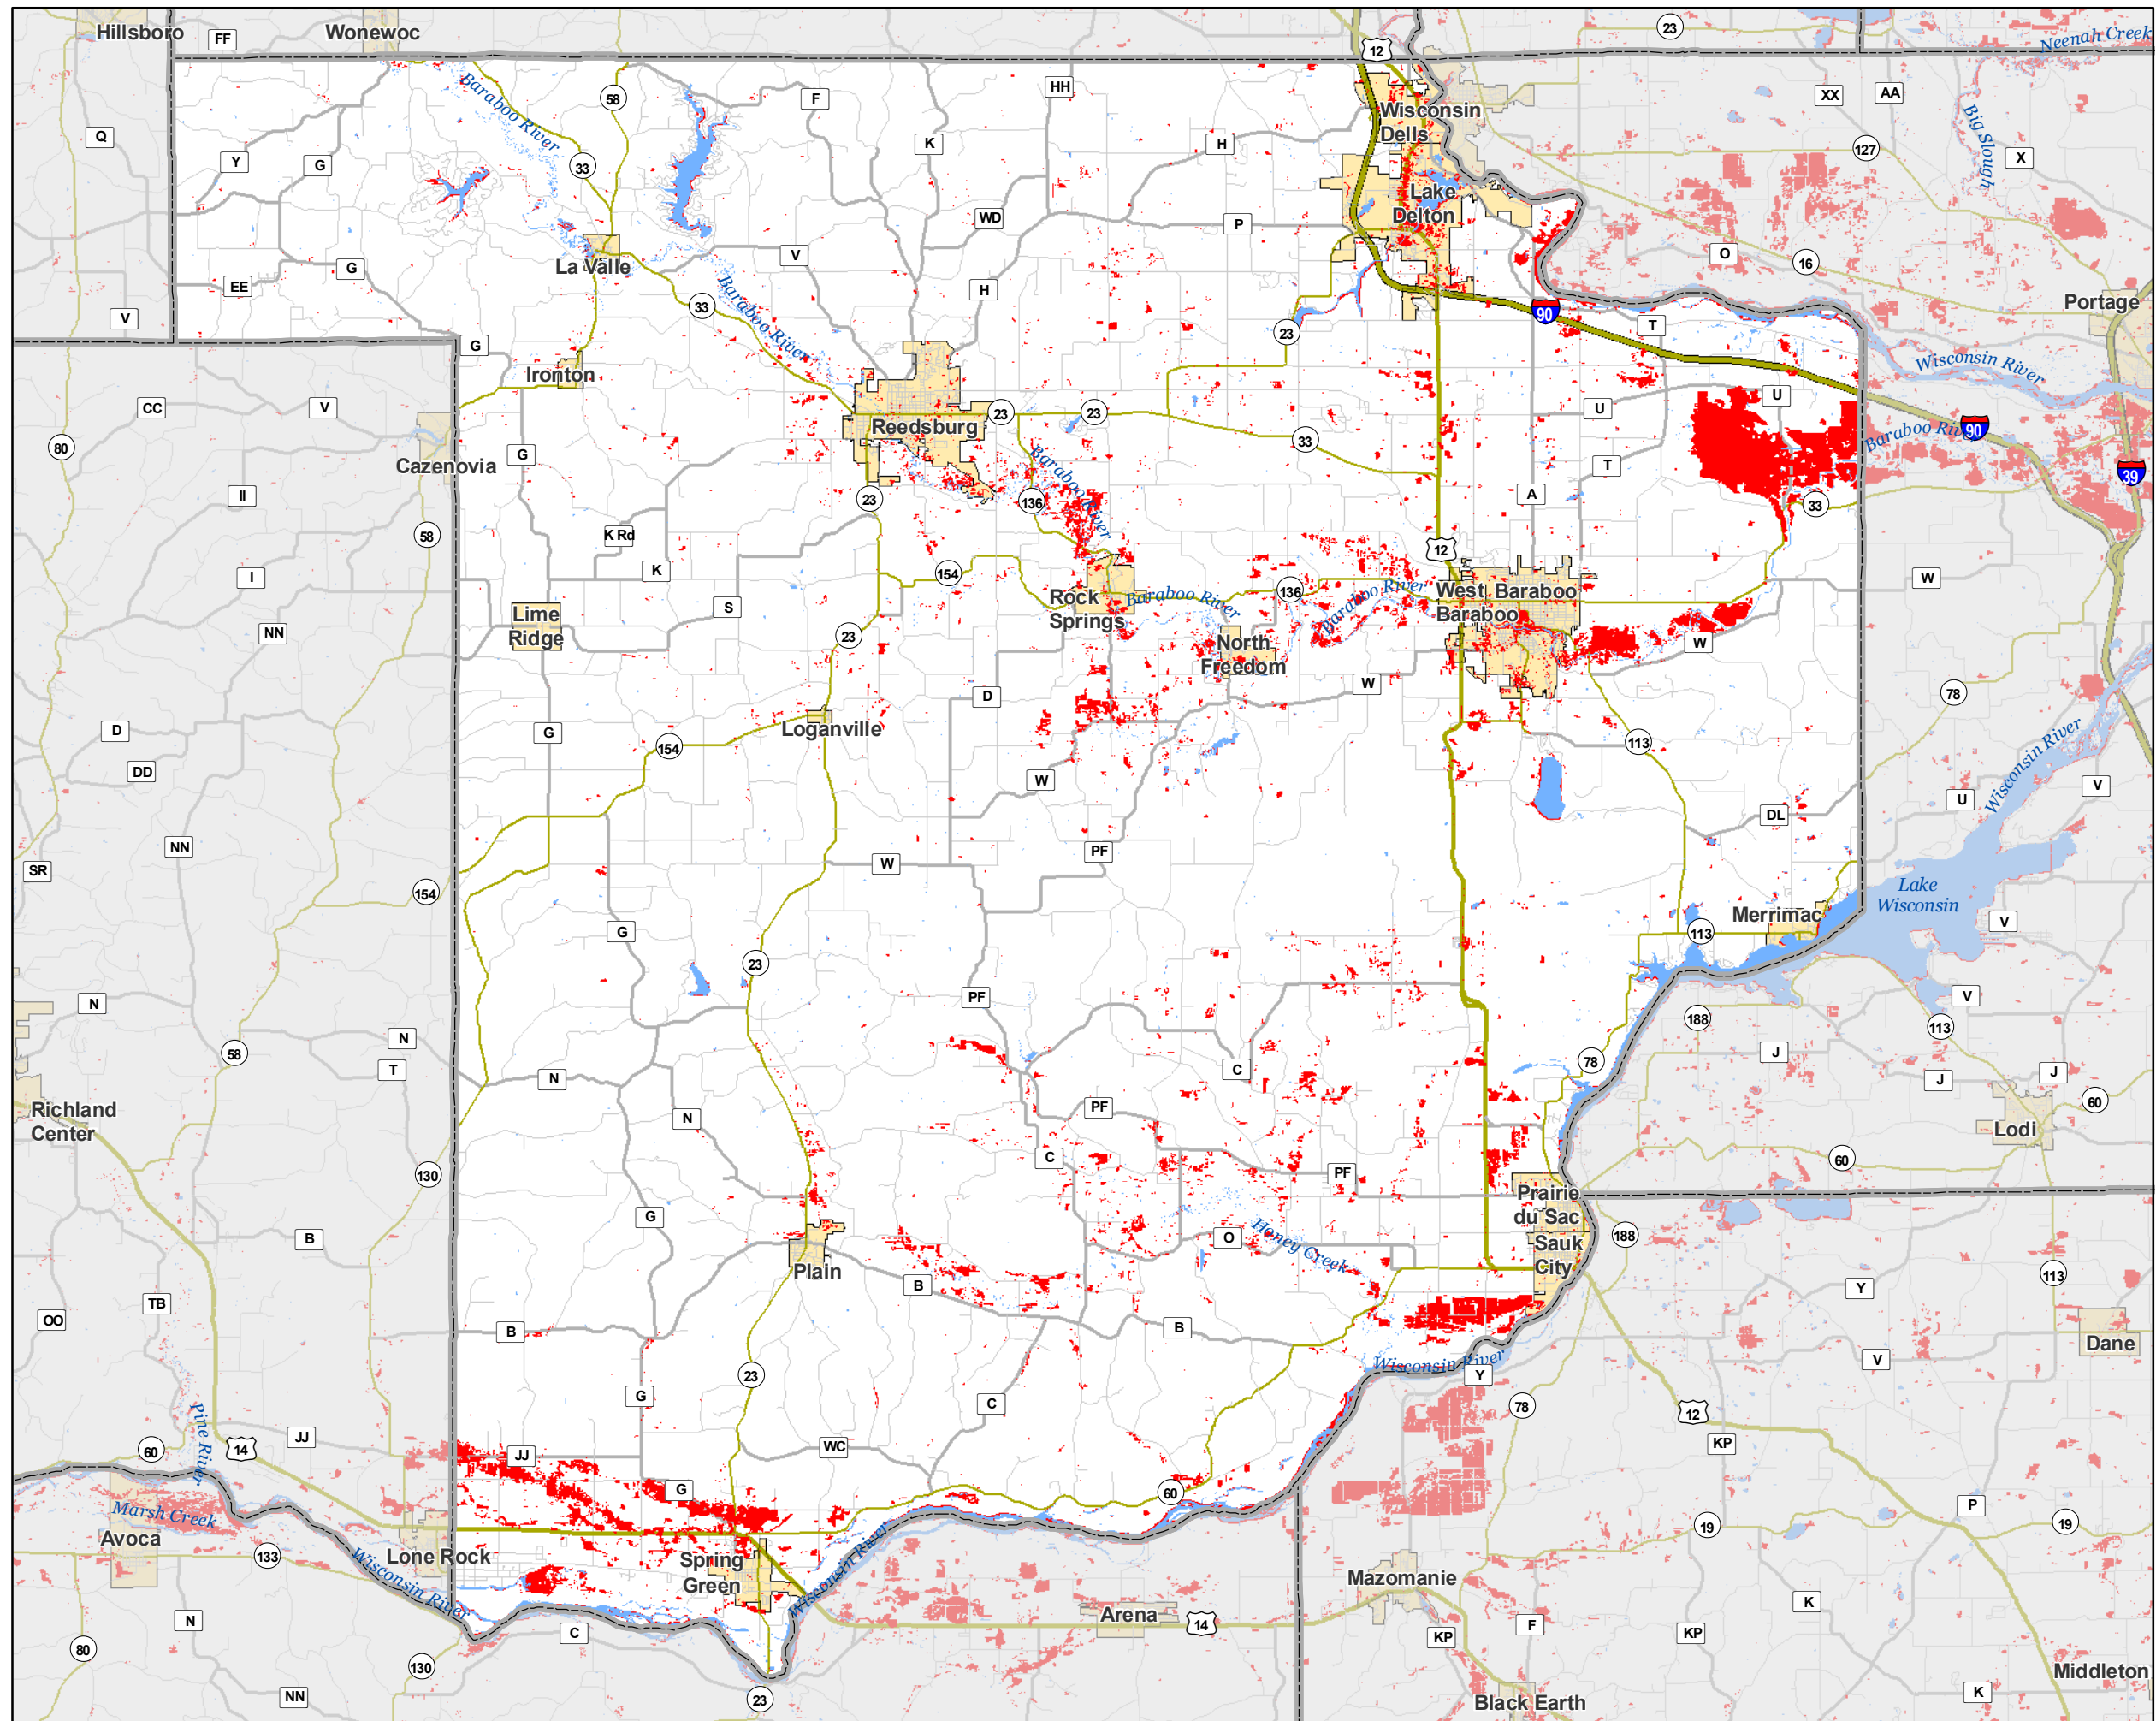 Hillsboro
FF
Wonewoc
12
23
Neenah Creek
Baraboo River
58
F
HH
K
Wisconsin
Dells
XX
AA
Big Slough
Q
Y
G
33
H
127
X
WD
P
Lake
Delton
La Valle
V
O
16
EE
G
H
Baraboo River
33
V
23
90
T
Portage
G
Ironton
Wisconsin River
CC
V
U
U
80
Cazenovia
G
Reedsburg
23
23
33
Baraboo River
90
T
39
II
23
136
Baraboo River
A
33
58
K Rd
12
I
K
154
W
S
Rock
Springs
Baraboo River
136
Baraboo River
West Baraboo
Baraboo
Lime
Ridge
NN
23
North
Freedom
W
W
D
78
D
G
Loganville
113
154
DD
W
Wisconsin River
V
U
DL
NN
PF
W
SR
154
Lake
Wisconsin
Merrimac
V
G
113
23
N
PF
V
188
113
N
58
J
78
T
N
C
J
J
Richland
Center
N
PF
60
Lodi
C
60
130
PF
Prairie
du Sac
G
B
O
Honey Creek
188
Sauk
City
Plain
113
B
Y
TB
OO
B
B
Dane
Wisconsin River
V
Y
23
G
C
78
12
Pine River
JJ
60
14
WC
KP
JJ
G
60
Marsh Creek
P
19
19
Avoca
133
Lone Rock
Spring
Green
Wisconsin River
Wisconsin River
Mazomanie
K
Arena
14
N
F
C
KP
KP
80
130
Middleton
NN
23
K
Black Earth